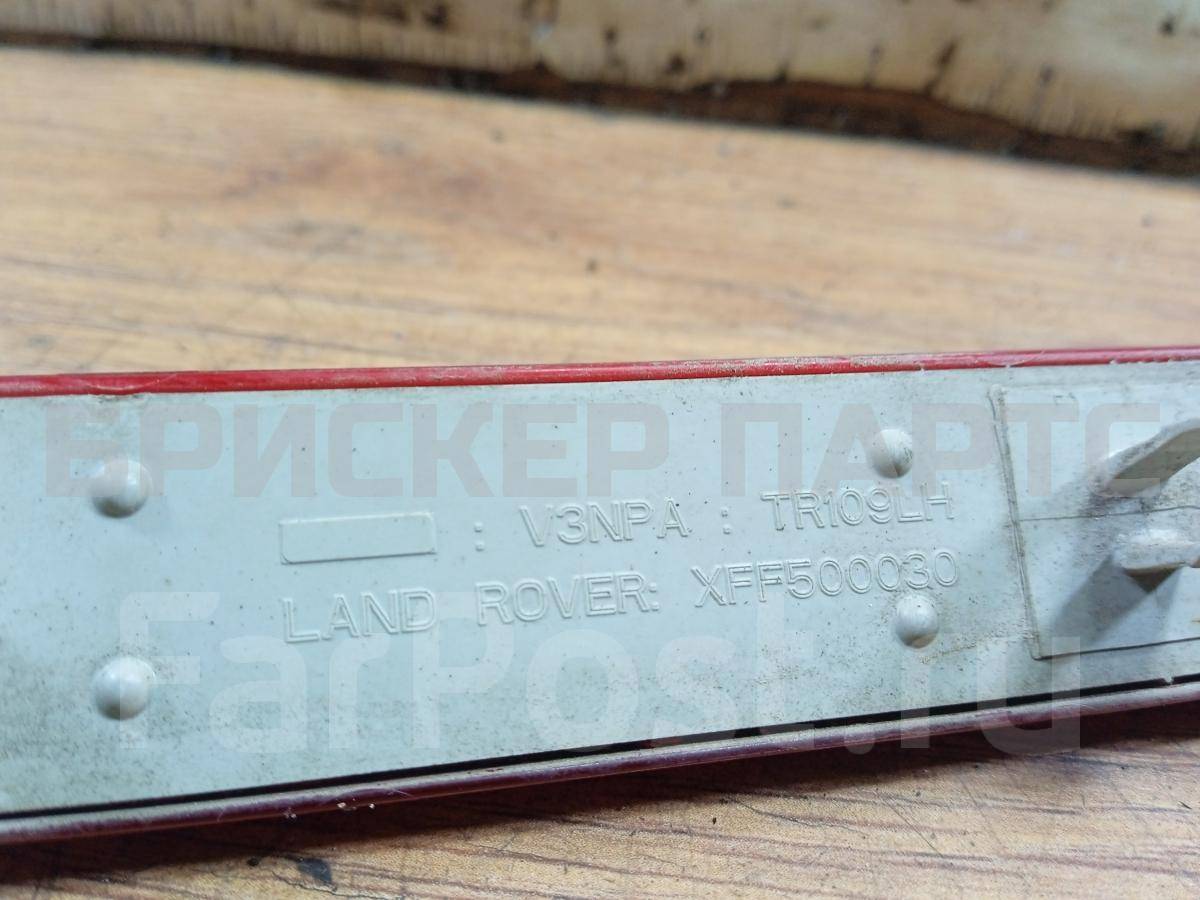 БРИСКЕР ПАРТС
: V3NPA : TR109LH
LAND ROVER: XFF500030
FarPost.ru